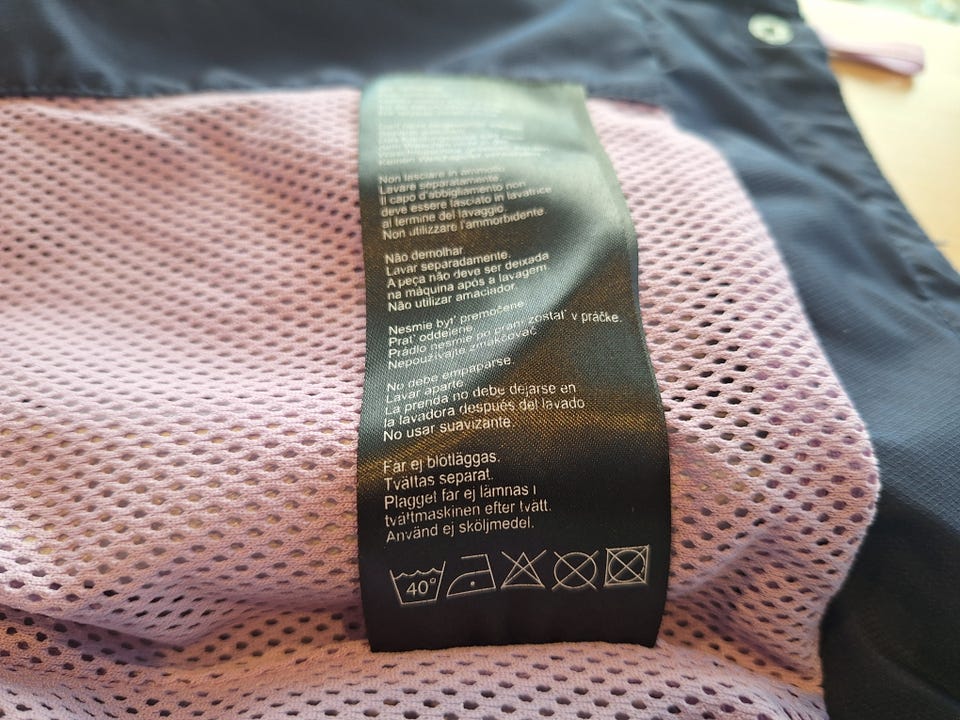 Non lasciare in ammollo.
Lavare separatamente.
Il capo d'abbigliamento non
deve essere lasciato in lavatrice
al termine del lavaggio.
Non utilizzare l'ammorbidente.
Não demolhar.
Lavar separadamente.
A peça não deve ser deixada
na máquina após a lavagem.
Não utilizar amaciador.
Nesmie byt' premočené
Prat' oddelene
Prádlo nesmie po praní zostat' v práčke.
Nepoužívajte zmäkčovač
No debe empaparse.
Lavar aparte.
La prenda no debe dejarse en
la lavadora después del lavado
No usar suavizante.
Får ej blötläggas.
Tvättas separat.
Plagget får ej lämnas i
tvättmaskinen efter tvätt.
Använd ej sköljmedel.
40°